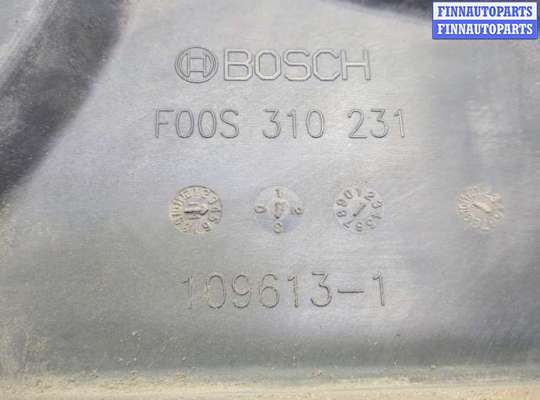 FINNAUTOPARTS
FINNAUTOPARTS
BOSCH
F00S 310 231
109613-1